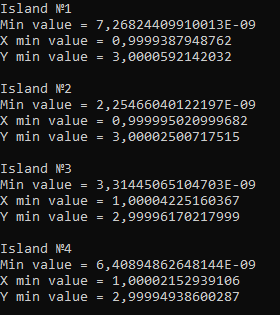 Island №1
Min value = 7,26824409910013E-09
X min value = 0,9999387948762
Y min value = 3,0000592142032
Island №2
Min value = 2,25466040122197E-09
X min value = 0,999995020999682
Y min value = 3,00002500717515
Island №3
Min value = 3,31445065104703E-09
X min value = 1,00004225160367
Y min value = 2,99996170217999
Island №4
Min value = 6,40894862648144E-09
X min value = 1,00002152939106
Y min value = 2,99994938600287